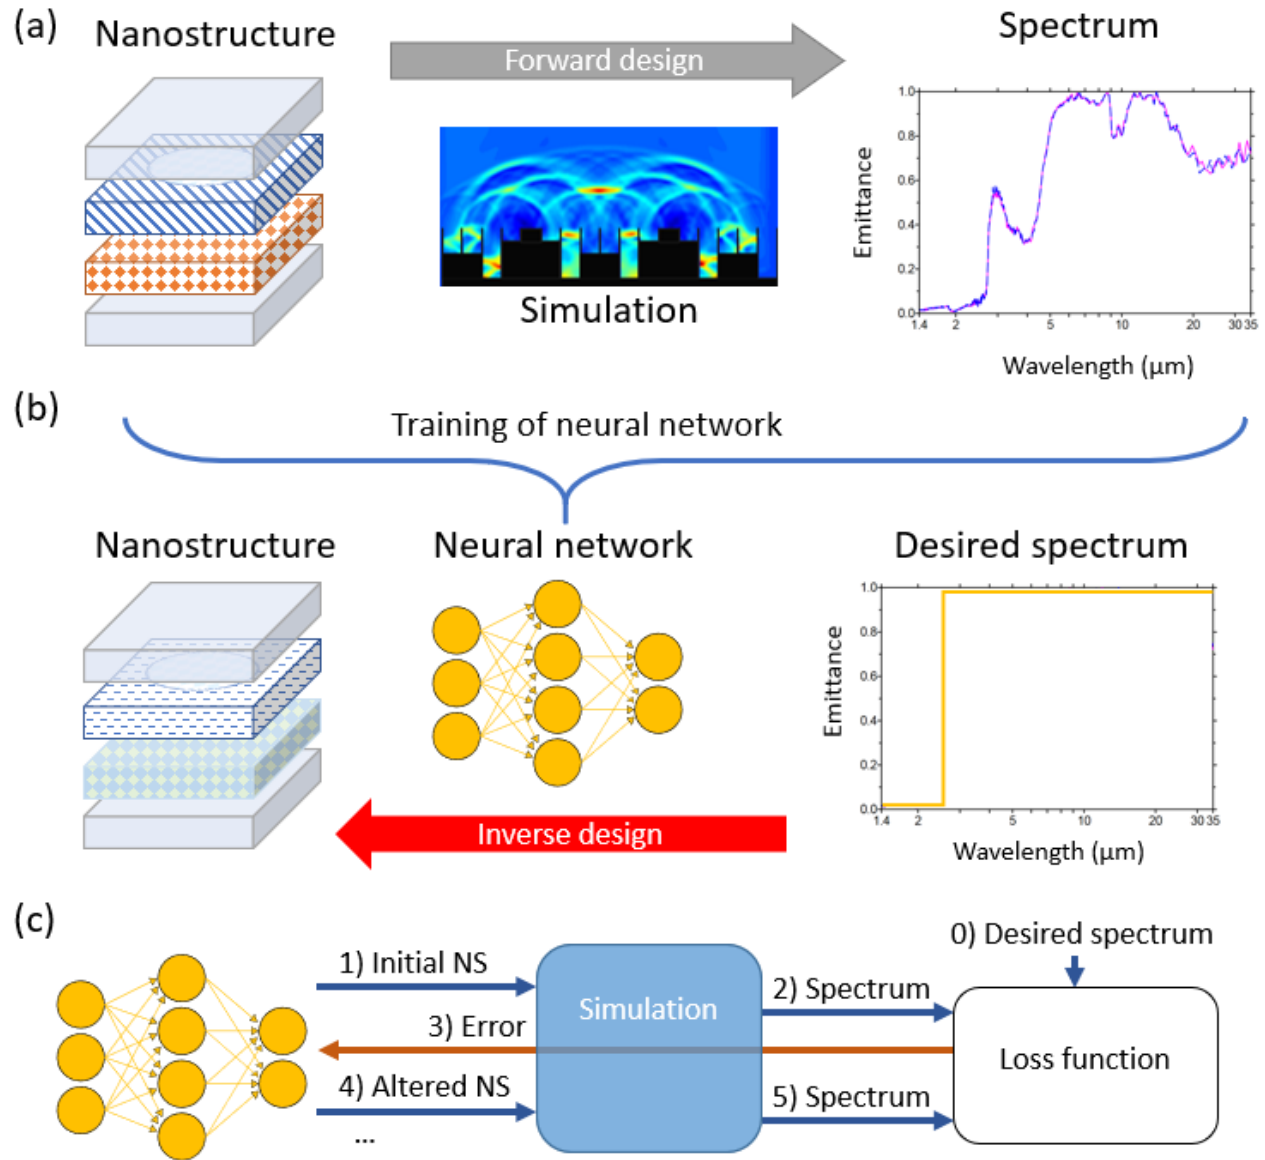 (a)
Nanostructure
Forward design
Spectrum
Simulation
Emittance
1.0
0.8
0.6
0.4
0.2
0.0
1.4 2 5 10 20 30 35
Wavelength (µm)
(b)
Training of neural network
Nanostructure
Neural network
Desired spectrum
Inverse design
Emittance
1.0
0.8
0.6
0.4
0.2
0.0
1.4 2 5 10 20 30 35
Wavelength (µm)
(c)
0) Desired spectrum
1) Initial NS
Simulation
2) Spectrum
3) Error
Loss function
4) Altered NS
5) Spectrum
...